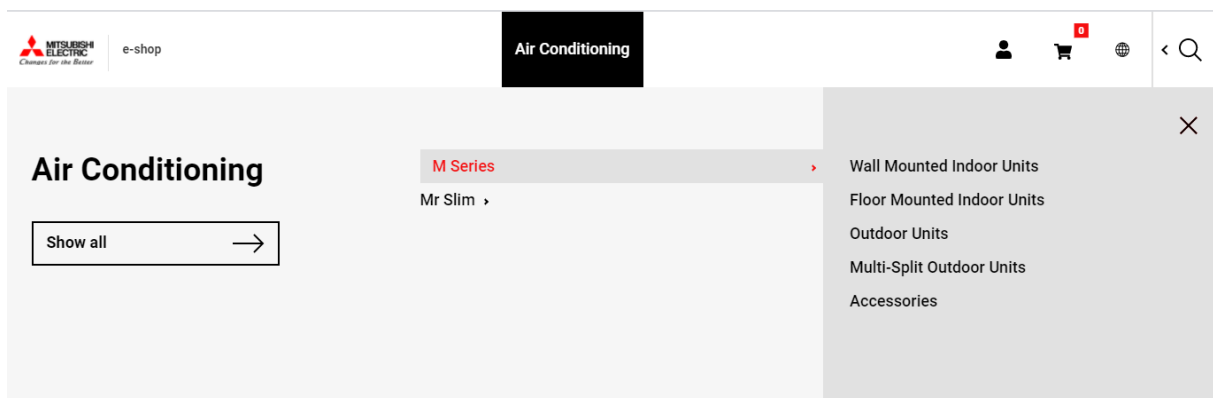 MITSUBISHI
ELECTRIC
Changes for the Better
e-shop
Air Conditioning
0
Air Conditioning
Show all
M Series
Mr Slim
Wall Mounted Indoor Units
Floor Mounted Indoor Units
Outdoor Units
Multi-Split Outdoor Units
Accessories